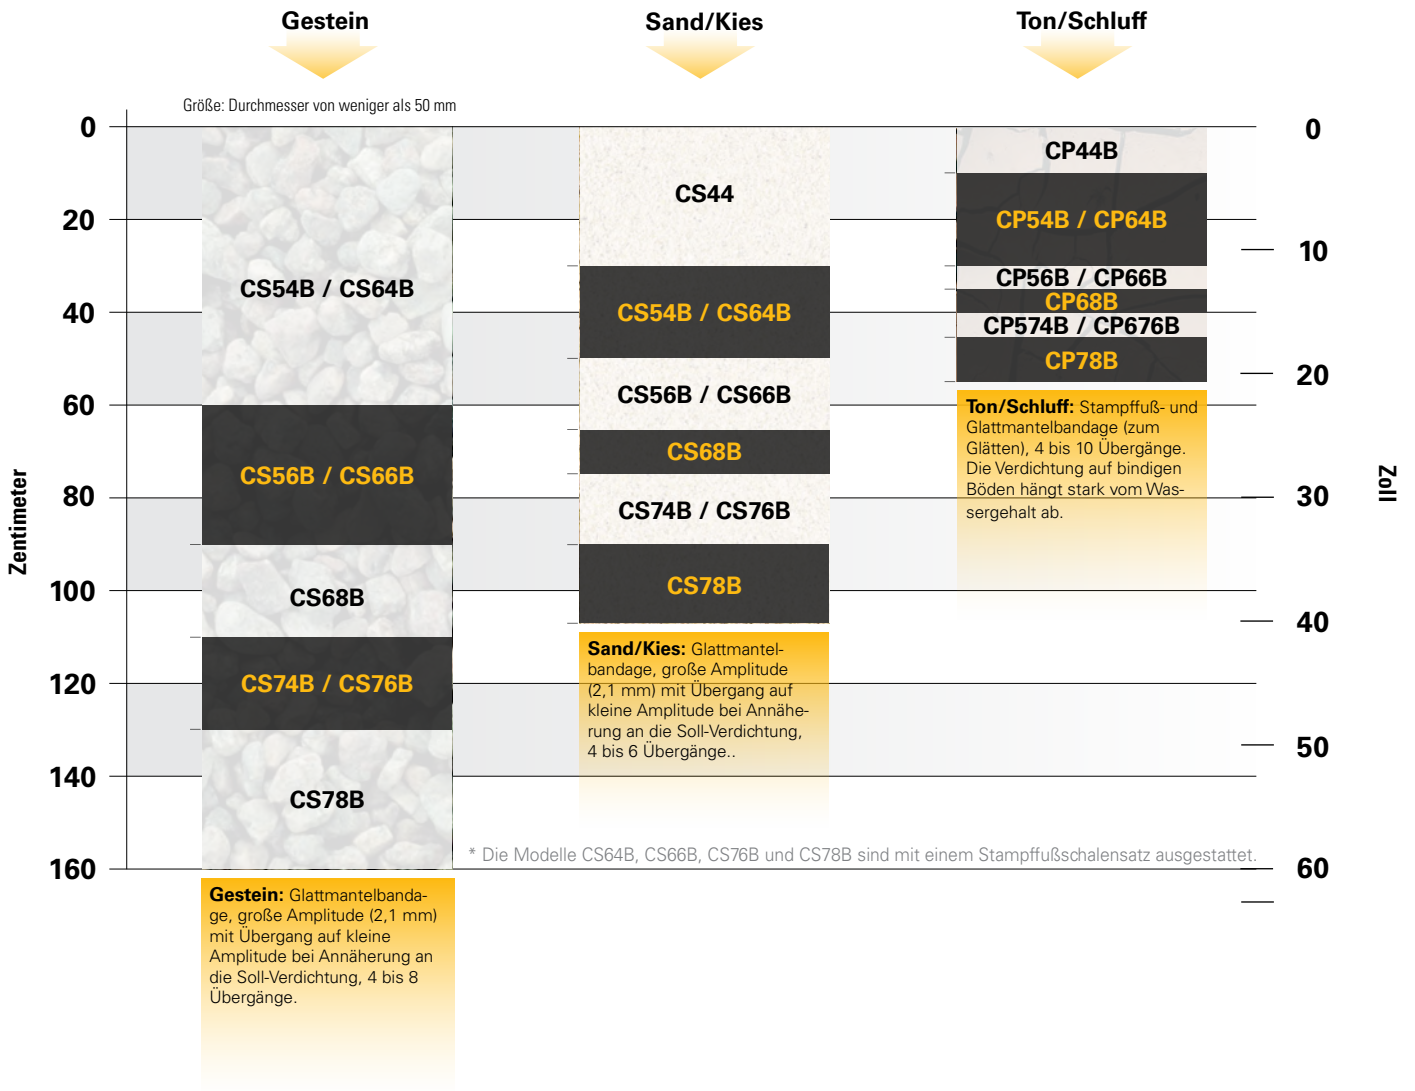 Gestein
Sand/Kies
Ton/Schluff
Größe: Durchmesser von weniger als 50 mm
Zentimeter
0
20
40
60
80
100
120
140
160
CS54B / CS64B
CS56B / CS66B
CS68B
CS74B / CS76B
CS78B
Gestein: Glattmantelbanda-
ge, große Amplitude (2,1 mm)
mit Übergang auf kleine
Amplitude bei Annäherung an
die Soll-Verdichtung, 4 bis 8
Übergänge.
CS44
CS54B / CS64B
CS56B / CS66B
CS68B
CS74B / CS76B
CS78B
Sand/Kies: Glattmantel-
bandage, große Amplitude
(2,1 mm) mit Übergang auf
kleine Amplitude bei Annähe-
rung an die Soll-Verdichtung,
4 bis 6 Übergänge..
CP44B
CP54B / CP64B
CP56B / CP66B
CP68B
CP574B / CP676B
CP78B
Ton/Schluff: Stampffuß- und
Glattmantelbandage (zum
Glätten), 4 bis 10 Übergänge.
Die Verdichtung auf bindigen
Böden hängt stark vom Was-
sergehalt ab.
0
10
20
30
40
50
60
Zoll
* Die Modelle CS64B, CS66B, CS76B und CS78B sind mit einem Stampffußschalensatz ausgestattet.